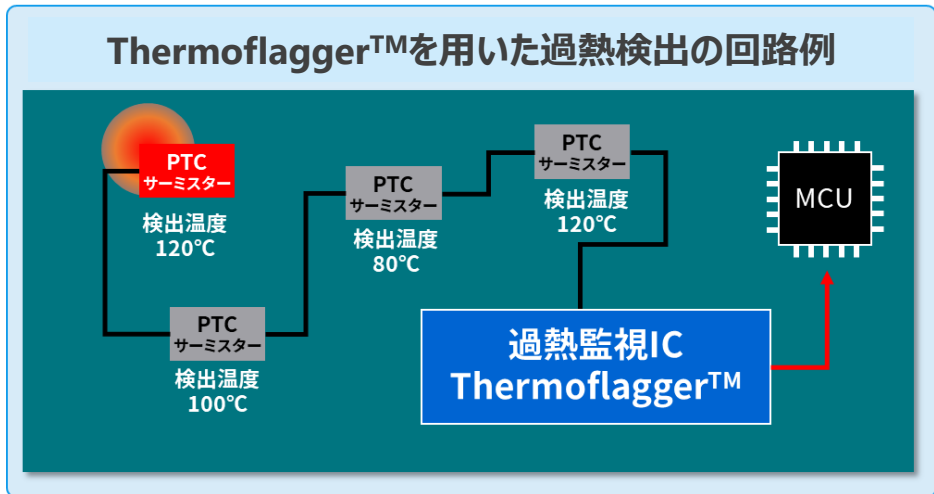 Thermoflagger™を用いた過熱検出の回路例
PTC
サーミスター
検出温度
120℃
PTC
サーミスター
検出温度
100℃
PTC
サーミスター
検出温度
80℃
PTC
サーミスター
検出温度
120℃
MCU
過熱監視IC
Thermoflagger™